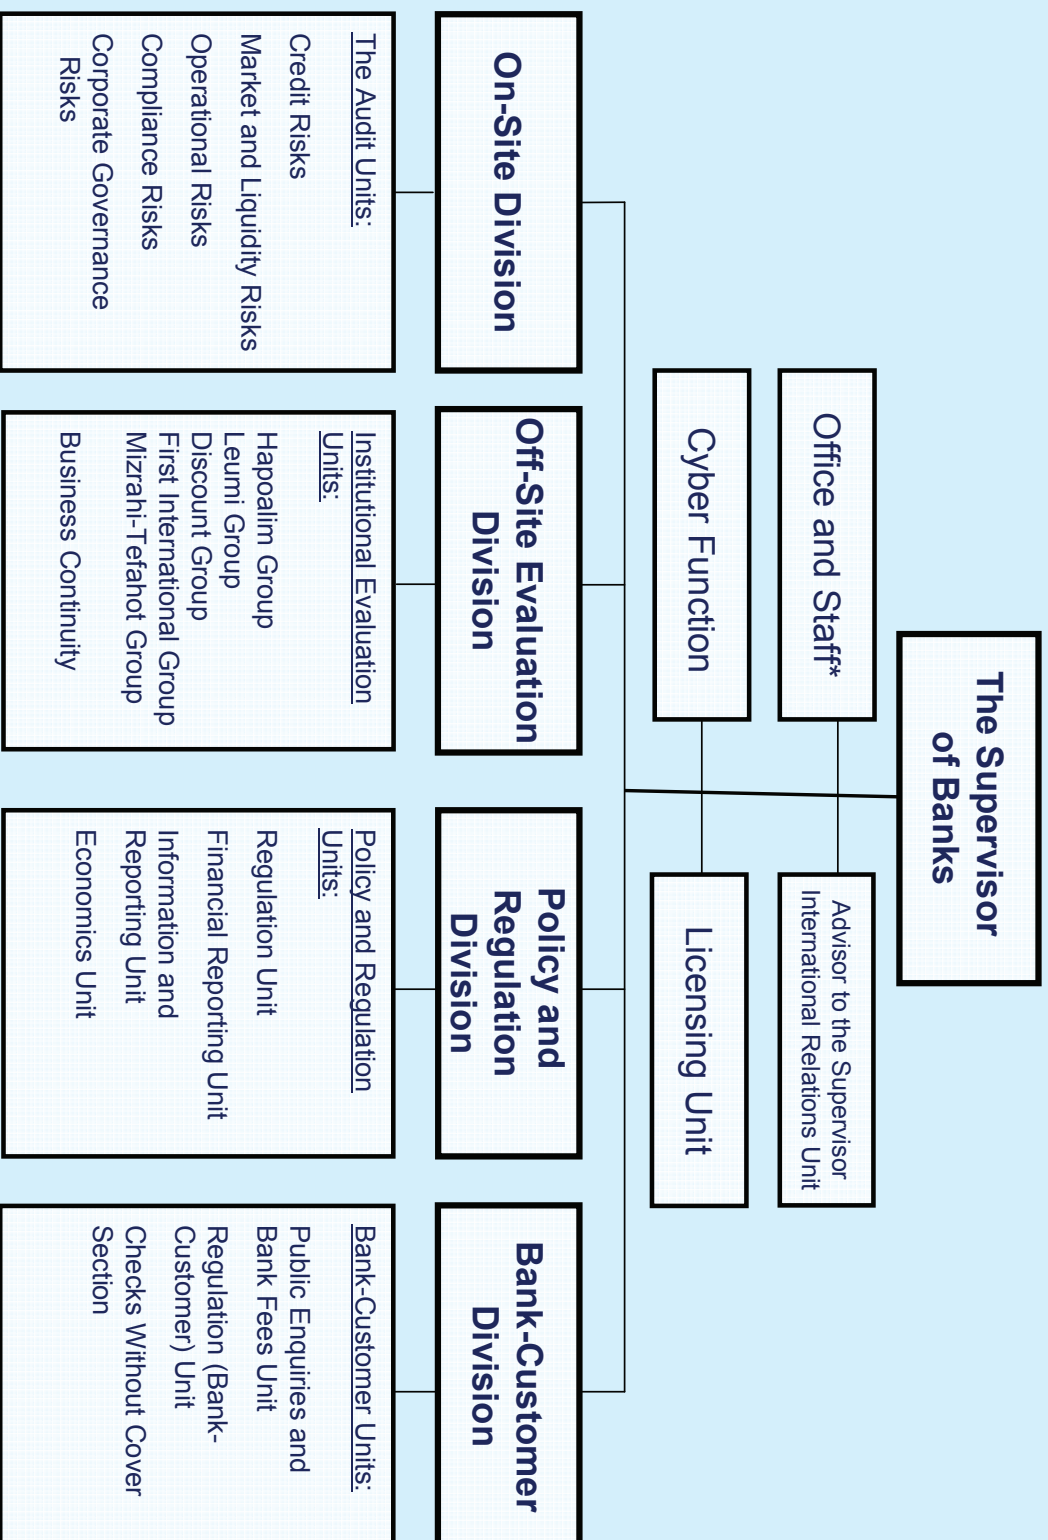 The Supervisor
of Banks
Office and Staff*
Advisor to the Supervisor
International Relations Unit
Cyber Function
Licensing Unit
On-Site Division
Off-Site Evaluation
Division
Policy and
Regulation
Division
Bank-Customer
Division
The Audit Units:
Credit Risks
Market and Liquidity Risks
Operational Risks
Compliance Risks
Corporate Governance
Risks
Institutional Evaluation
Units:
Hapoalim Group
Leumi Group
Discount Group
First International Group
Mizrahi-Tefahot Group
Business Continuity
Policy and Regulation
Units:
Regulation Unit
Financial Reporting Unit
Information and
Reporting Unit
Economics Unit
Bank-Customer Units:
Public Enquiries and
Bank Fees Unit
Regulation (Bank-
Customer) Unit
Checks Without Cover
Section